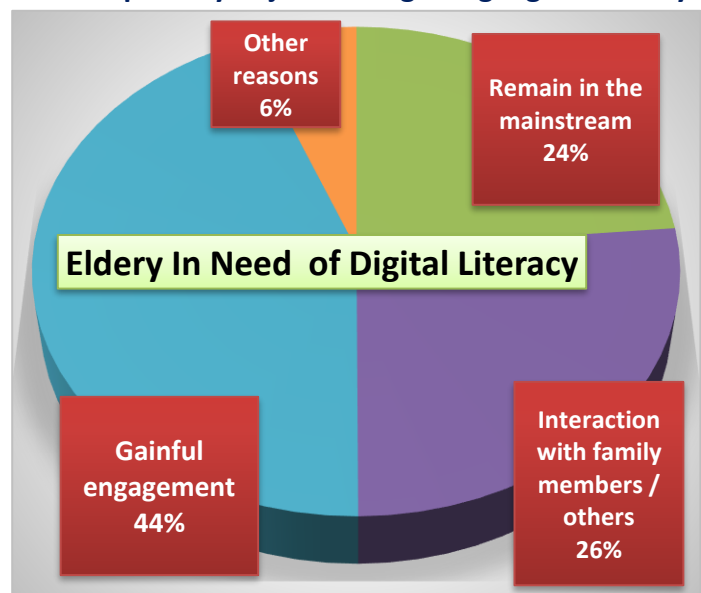 Other
reasons
6%
Remain in the
mainstream
24%
Eldery In Need of Digital Literacy
Gainful
engagement
44%
Interaction
with family
members /
others
26%